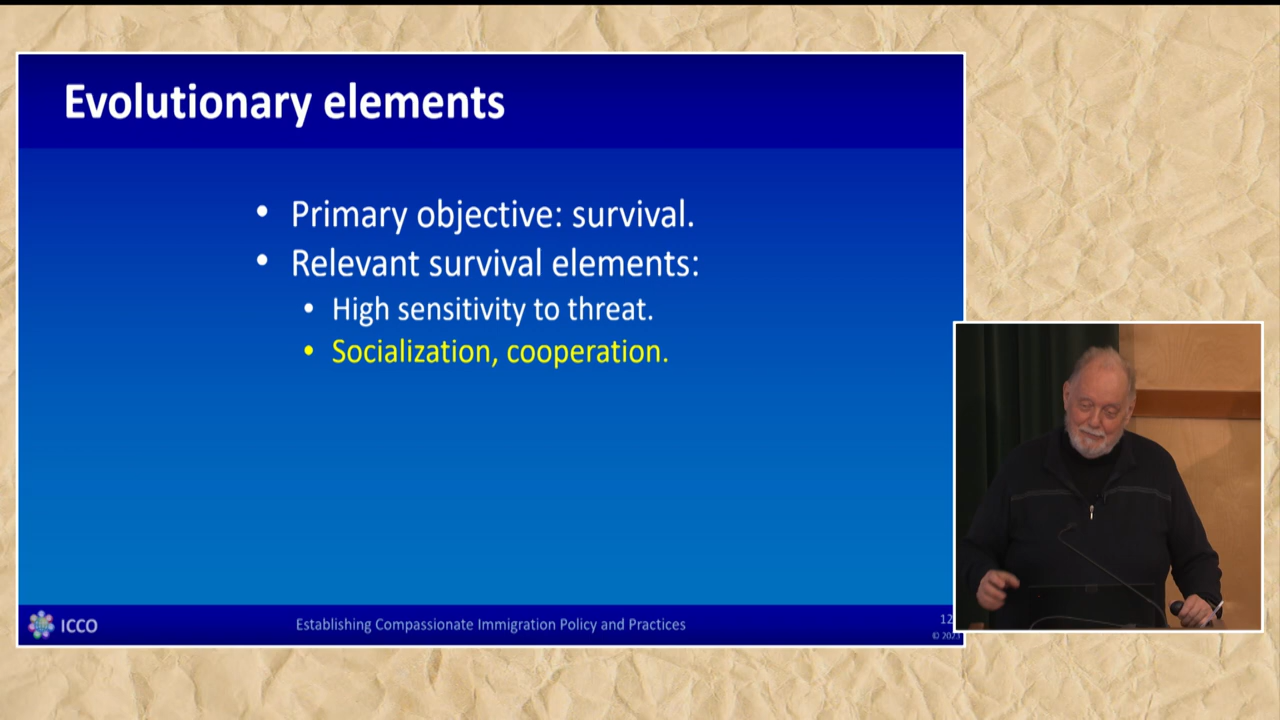 Evolutionary elements
• Primary objective: survival.
• Relevant survival elements:
• High sensitivity to threat.
• Socialization, cooperation.
ICCO
Establishing Compassionate Immigration Policy and Practices
12
© 2023